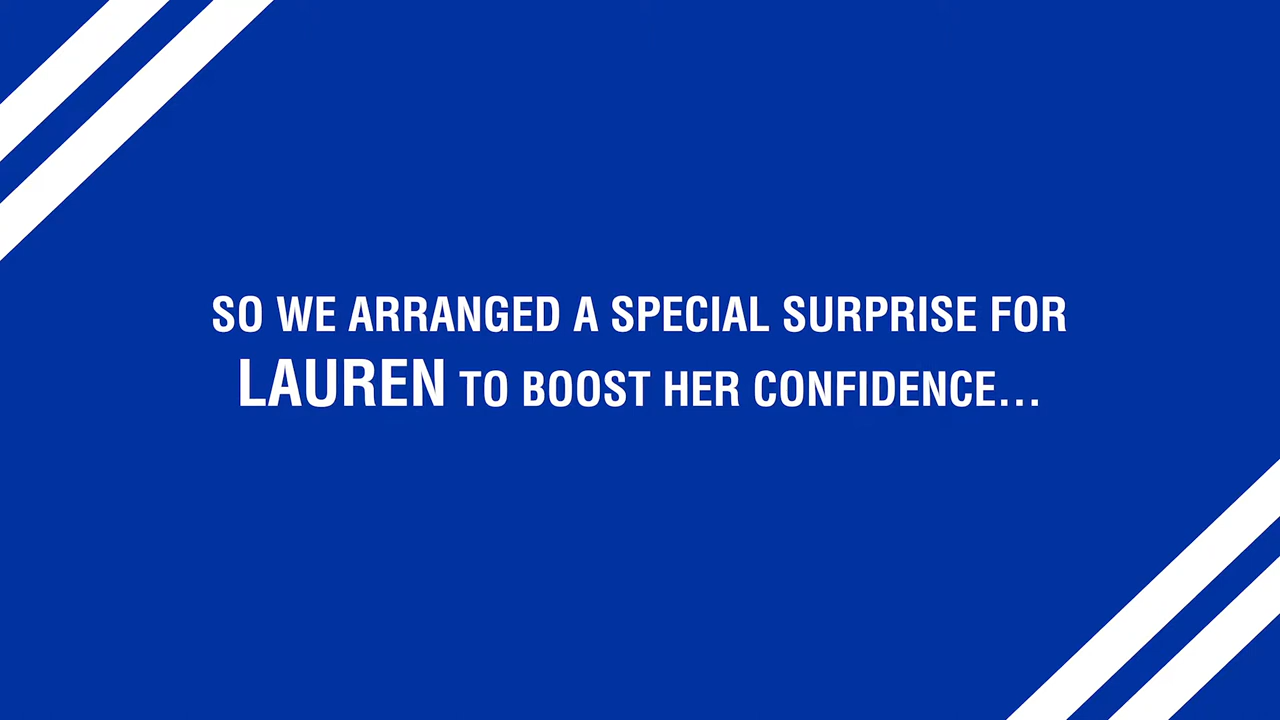 SO WE ARRANGED A SPECIAL SURPRISE FOR
LAUREN TO BOOST HER CONFIDENCE...